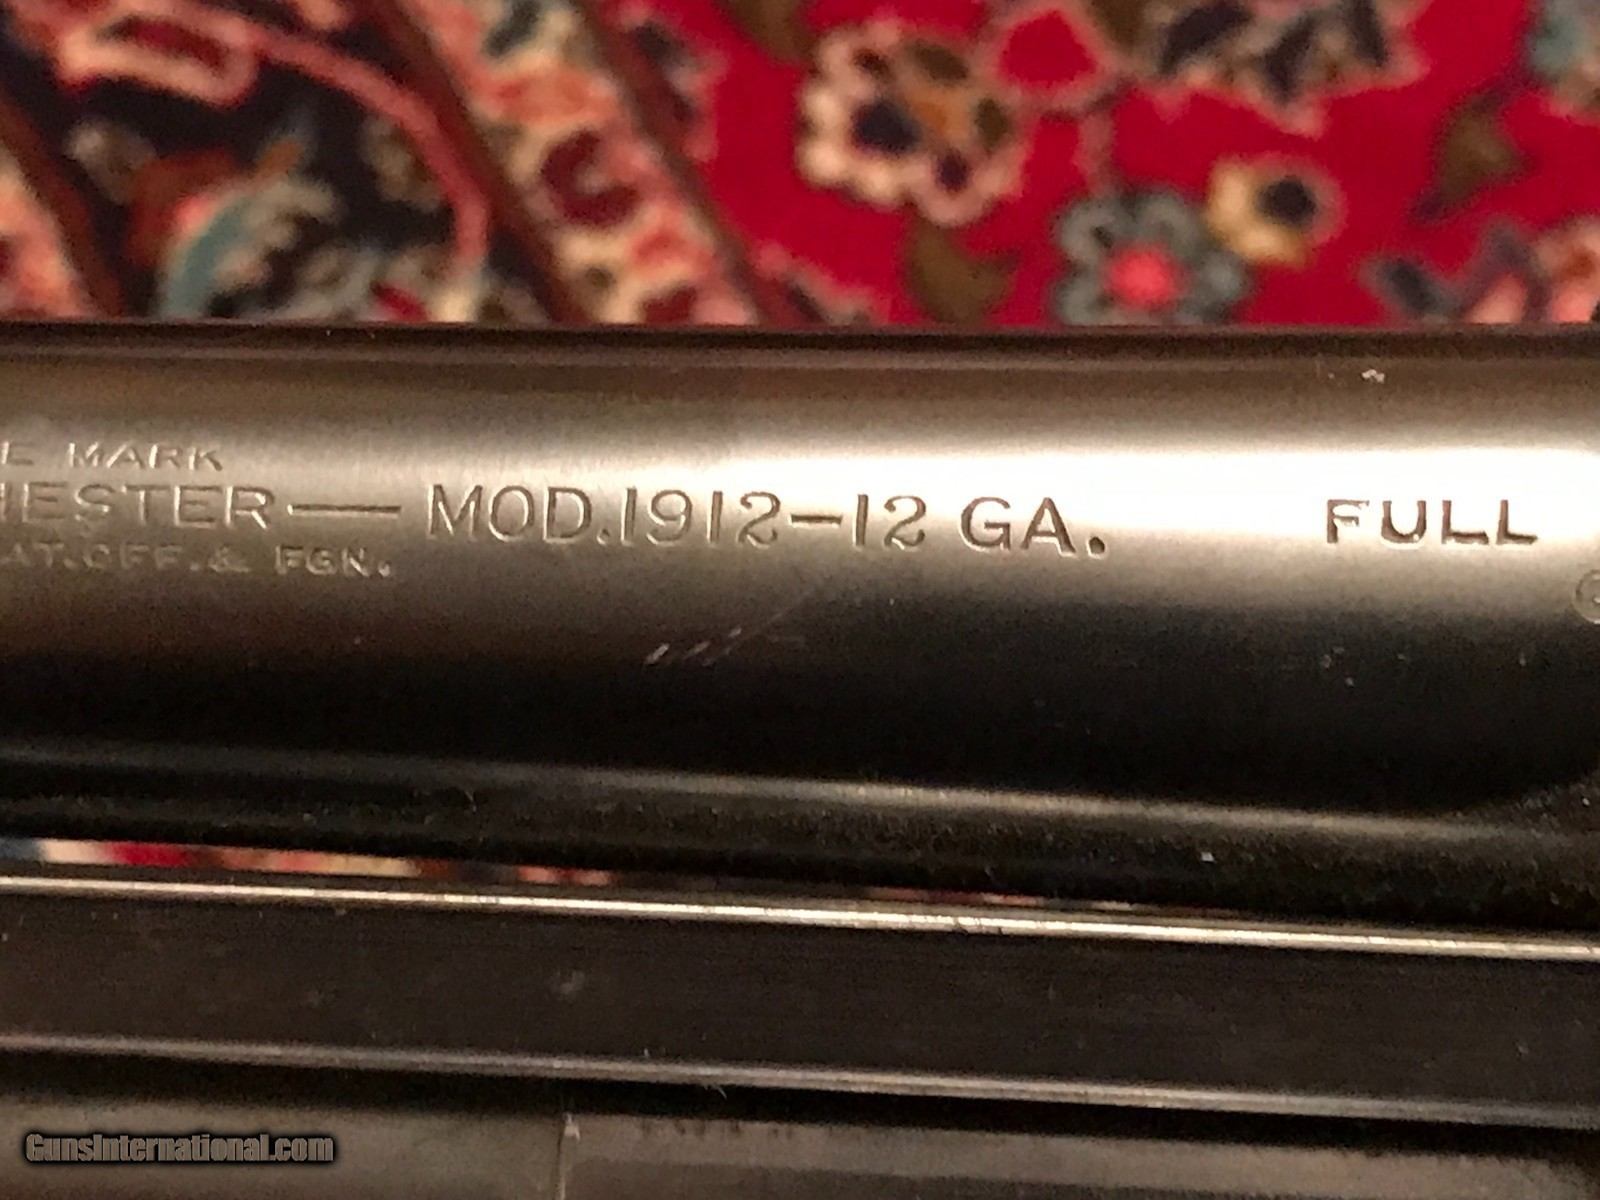 E MARK
HESTER — MOD.1912-12 GA. FULL
AT.OFF.& FGN.
GunsInternational.com